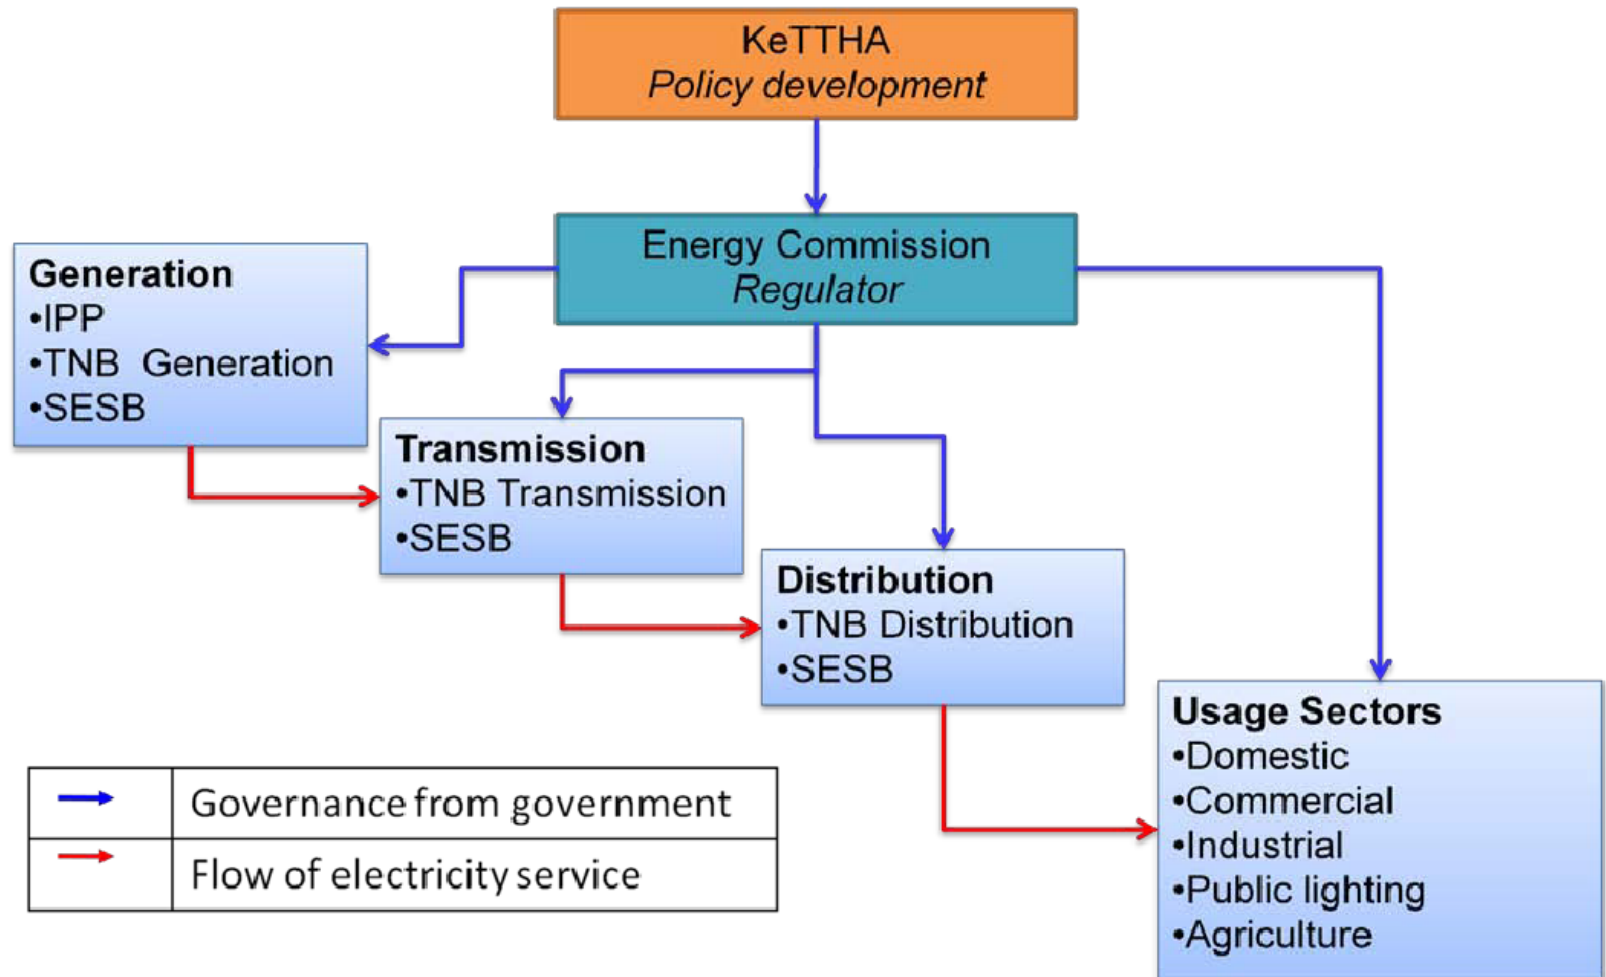 KeTTHA
Policy development
Energy Commission
Regulator
Generation
•IPP
•TNB Generation
•SESB
Transmission
•TNB Transmission
•SESB
Distribution
•TNB Distribution
•SESB
Usage Sectors
•Domestic
•Commercial
•Industrial
•Public lighting
•Agriculture
Governance from government
Flow of electricity service